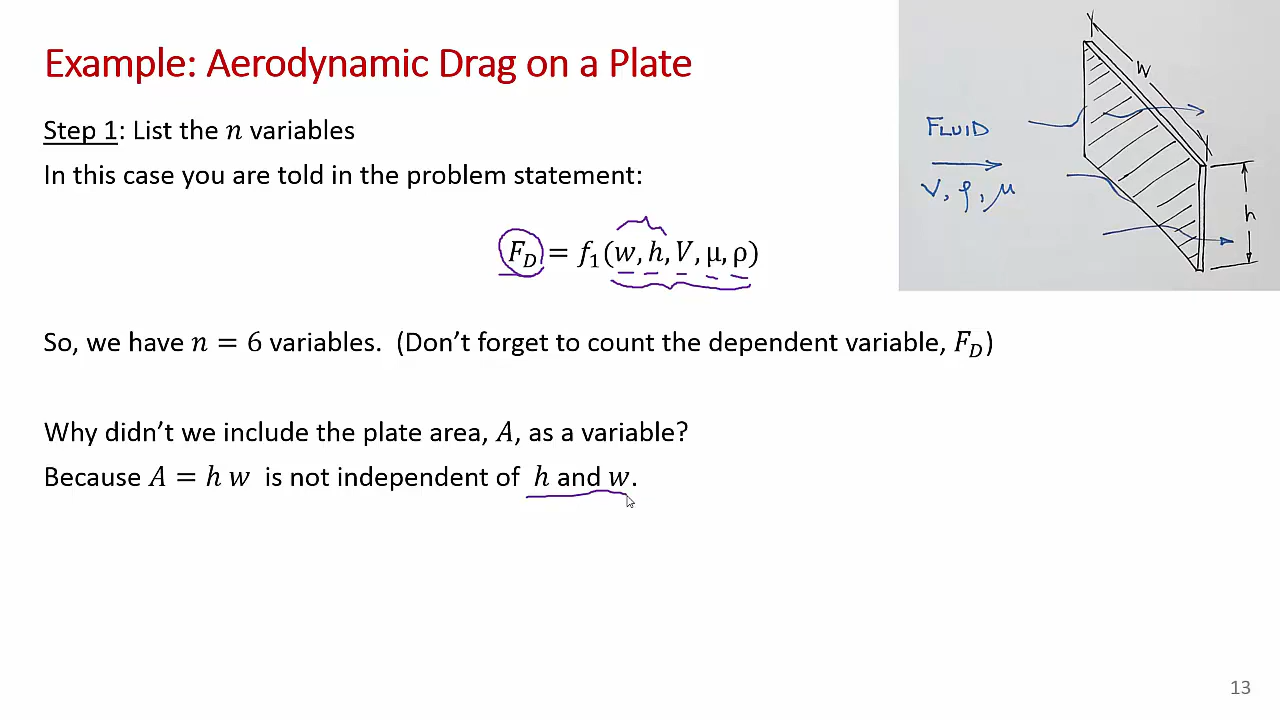 Example: Aerodynamic Drag on a Plate
Step 1: List the n variables
In this case you are told in the problem statement:
F_D = f_1(w, h, V, μ, ρ)
So, we have n = 6 variables. (Don't forget to count the dependent variable, F_D)
Why didn't we include the plate area, A, as a variable?
Because A = h w is not independent of h and w.
W
FLUID
V, ρ, μ
h
13